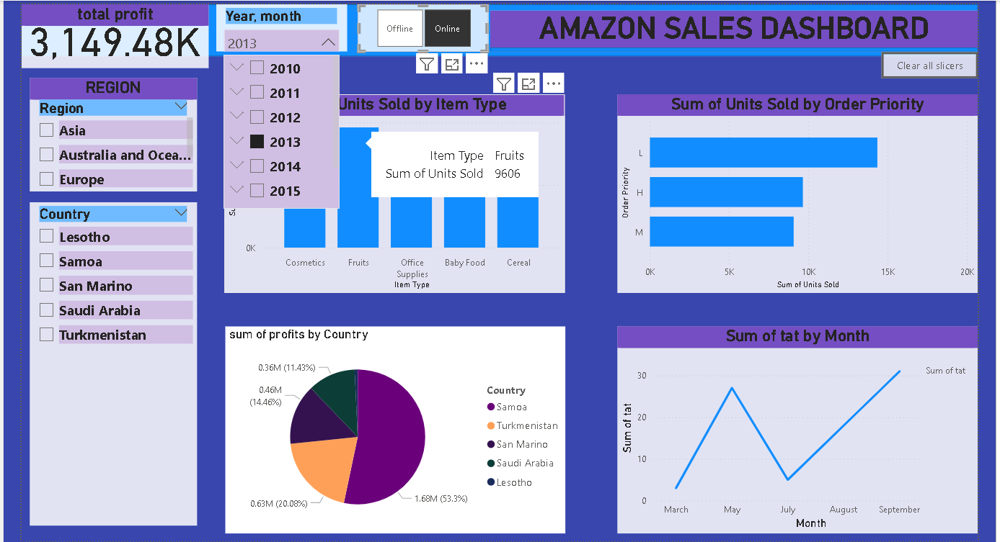 total profit
3,149.48K
Year, month
2013
2010
2011
2012
2013
2014
2015
Offline
Online
AMAZON SALES DASHBOARD
Clear all slicers
REGION
Region
Asia
Australia and Ocea...
Europe
Country
Lesotho
Samoa
San Marino
Saudi Arabia
Turkmenistan
Units Sold by Item Type
Item Type Fruits
Sum of Units Sold 9606
0K
Cosmetics
Fruits
Office
Supplies
Baby Food
Cereal
Item Type
Sum of Units Sold by Order Priority
Order Priority
L
H
M
0K 5K 10K 15K 20K
Sum of Units Sold
sum of profits by Country
0.36M (11.43%)
0.46M
(14.46%)
0.63M (20.08%)
1.68M (53.3%)
Country
Samoa
Turkmenistan
San Marino
Saudi Arabia
Lesotho
Sum of tat by Month
Sum of tat
30
20
10
0
March May July August September
Month
Sum of tat